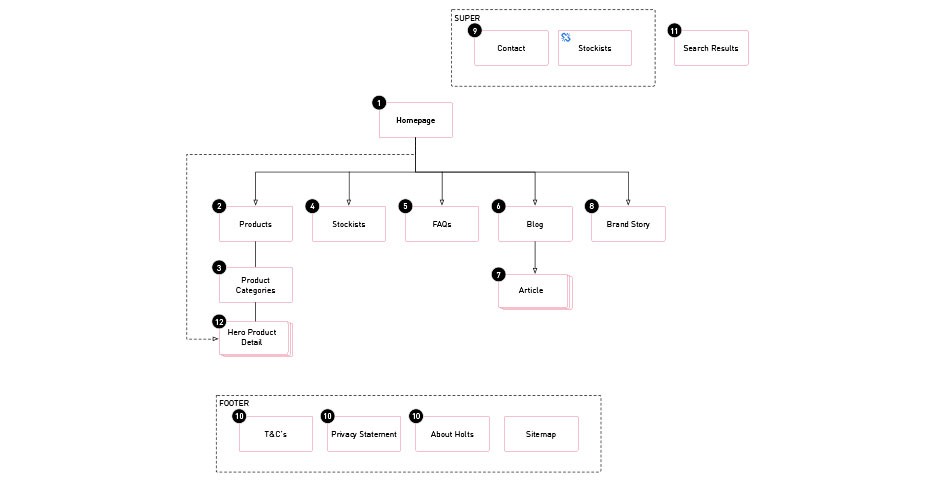 SUPER
9
Contact
Stockists
11
Search Results
1
Homepage
2
Products
4
Stockists
5
FAQs
6
Blog
8
Brand Story
3
Product
Categories
7
Article
12
Hero Product
Detail
FOOTER
10
T&C's
10
Privacy Statement
10
About Holts
Sitemap